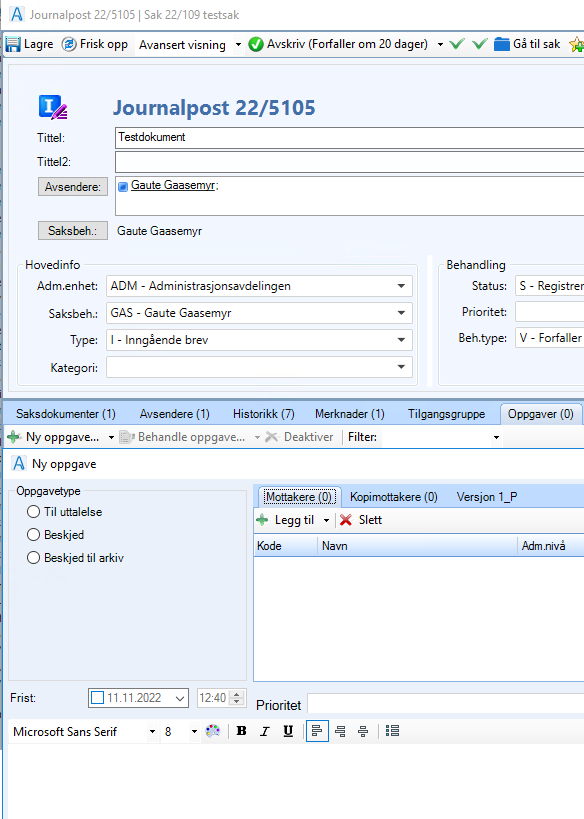 Journalpost 22/5105 | Sak 22/109 testsak
Lagre Frisk opp Avansert visning Avskriv (Forfaller om 20 dager) Gå til sak
Journalpost 22/5105
Tittel: Testdokument
Tittel2:
Avsendere: Gaute Gaasemyr;
Saksbeh.: Gaute Gaasemyr
Hovedinfo
Adm.enhet: ADM - Administrasjonsavdelingen
Saksbeh.: GAS - Gaute Gaasemyr
Type: I - Inngående brev
Kategori:
Behandling
Status: S - Registrer
Prioritet:
Beh.type: V - Forfaller
Saksdokumenter (1) Avsendere (1) Historikk (7) Merknader (1) Tilgangsgruppe Oppgaver (0)
Ny oppgave... Behandle oppgave... Deaktiver Filter:
Ny oppgave
Oppgavetype
Til uttalelse
Beskjed
Beskjed til arkiv
Mottakere (0) Kopimottakere (0) Versjon 1_P
Legg til Slett
Kode Navn Adm.nivå
Frist: 11.11.2022 12:40 Prioritet
Microsoft Sans Serif 8 B I U